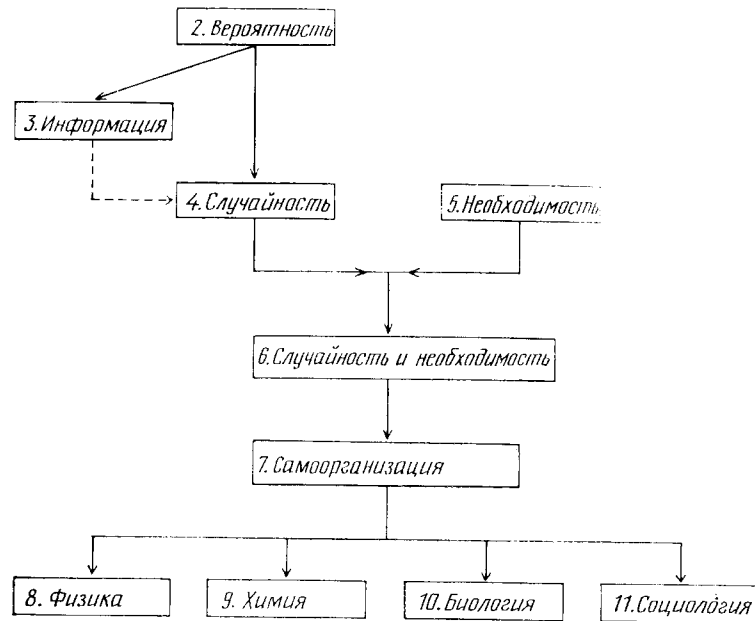 2. Вероятность
3. Информация
4. Случайность
5. Необходимость
6. Случайность и необходимость
7. Самоорганизация
8. Физика
9. Химия
10. Биология
11. Социология